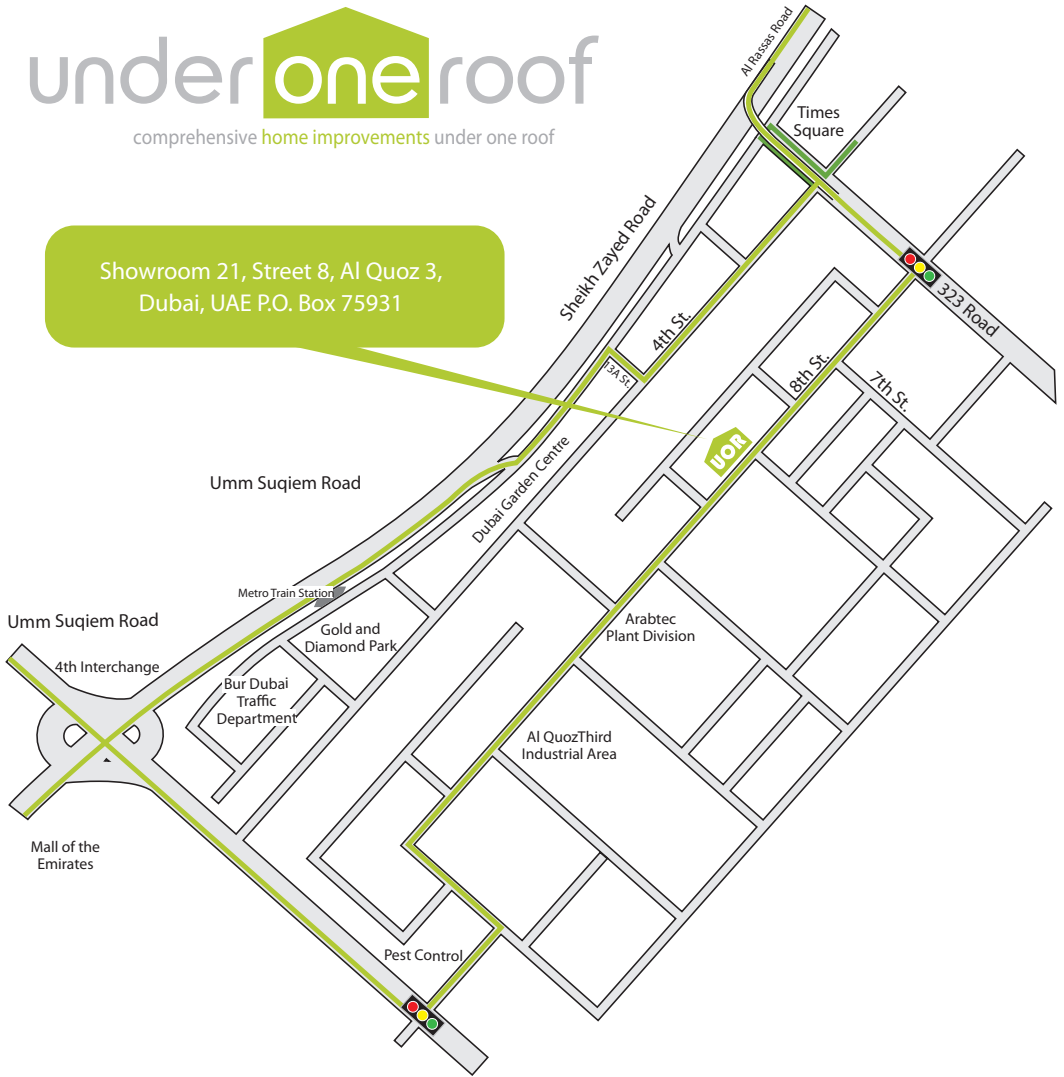 under one roof
comprehensive home improvements under one roof
Al Rassas Road
Times
Square
Showroom 21, Street 8, Al Quoz 3,
Dubai, UAE P.O. Box 75931
Sheikh Zayed Road
323 Road
4th St.
13A St.
8th St.
7th St.
UOR
Dubai Garden Centre
Umm Suqiem Road
Metro Train Station
Umm Suqiem Road
Gold and
Diamond Park
Arabtec
Plant Division
4th Interchange
Bur Dubai
Traffic
Department
Al QuozThird
Industrial Area
Mall of the
Emirates
Pest Control